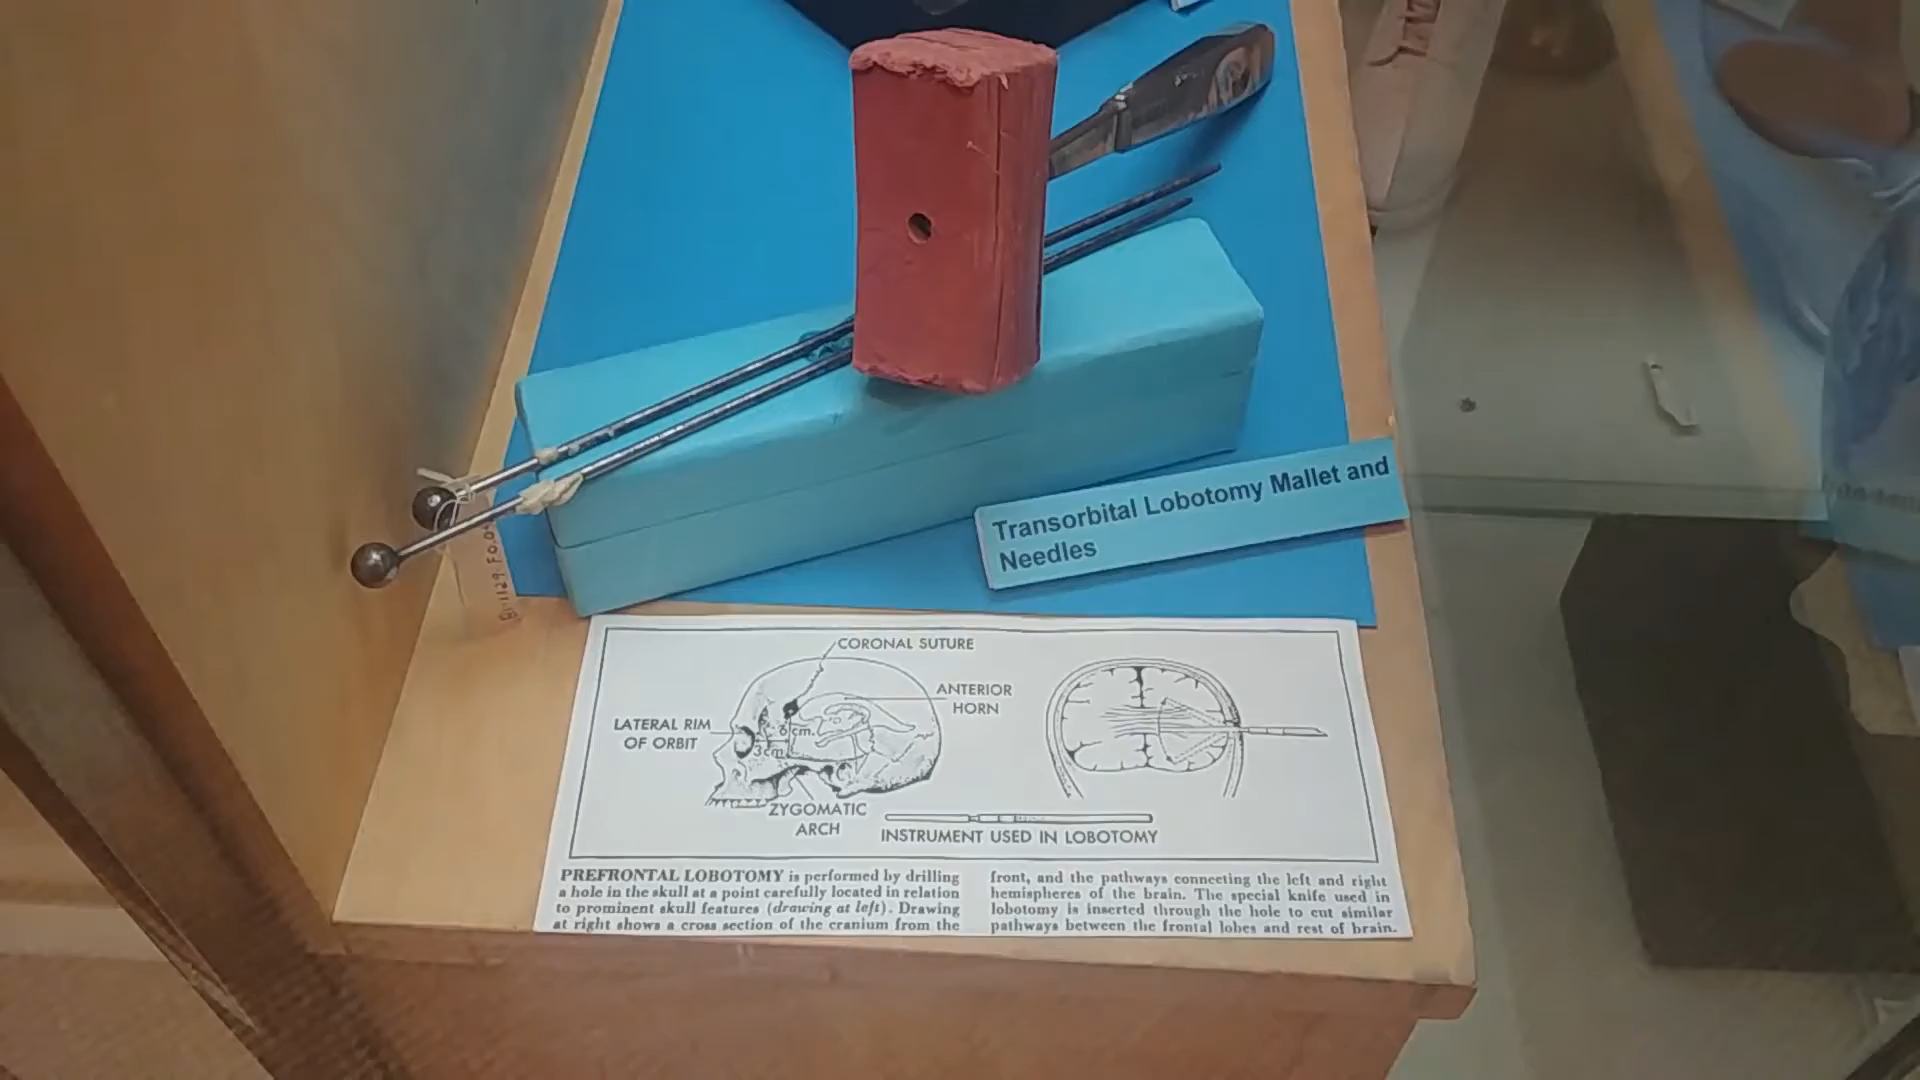 Transorbital Lobotomy Mallet and
Needles
CORONAL SUTURE
ANTERIOR
HORN
LATERAL RIM
OF ORBIT
6 cm.
3 cm.
ZYGOMATIC
ARCH
INSTRUMENT USED IN LOBOTOMY
PREFRONTAL LOBOTOMY is performed by drilling
a hole in the skull at a point carefully located in relation
to prominent skull features (drawing at left). Drawing
at right shows a cross section of the cranium from the
front, and the pathways connecting the left and right
hemispheres of the brain. The special knife used in
lobotomy is inserted through the hole to cut similar
pathways between the frontal lobes and rest of brain.